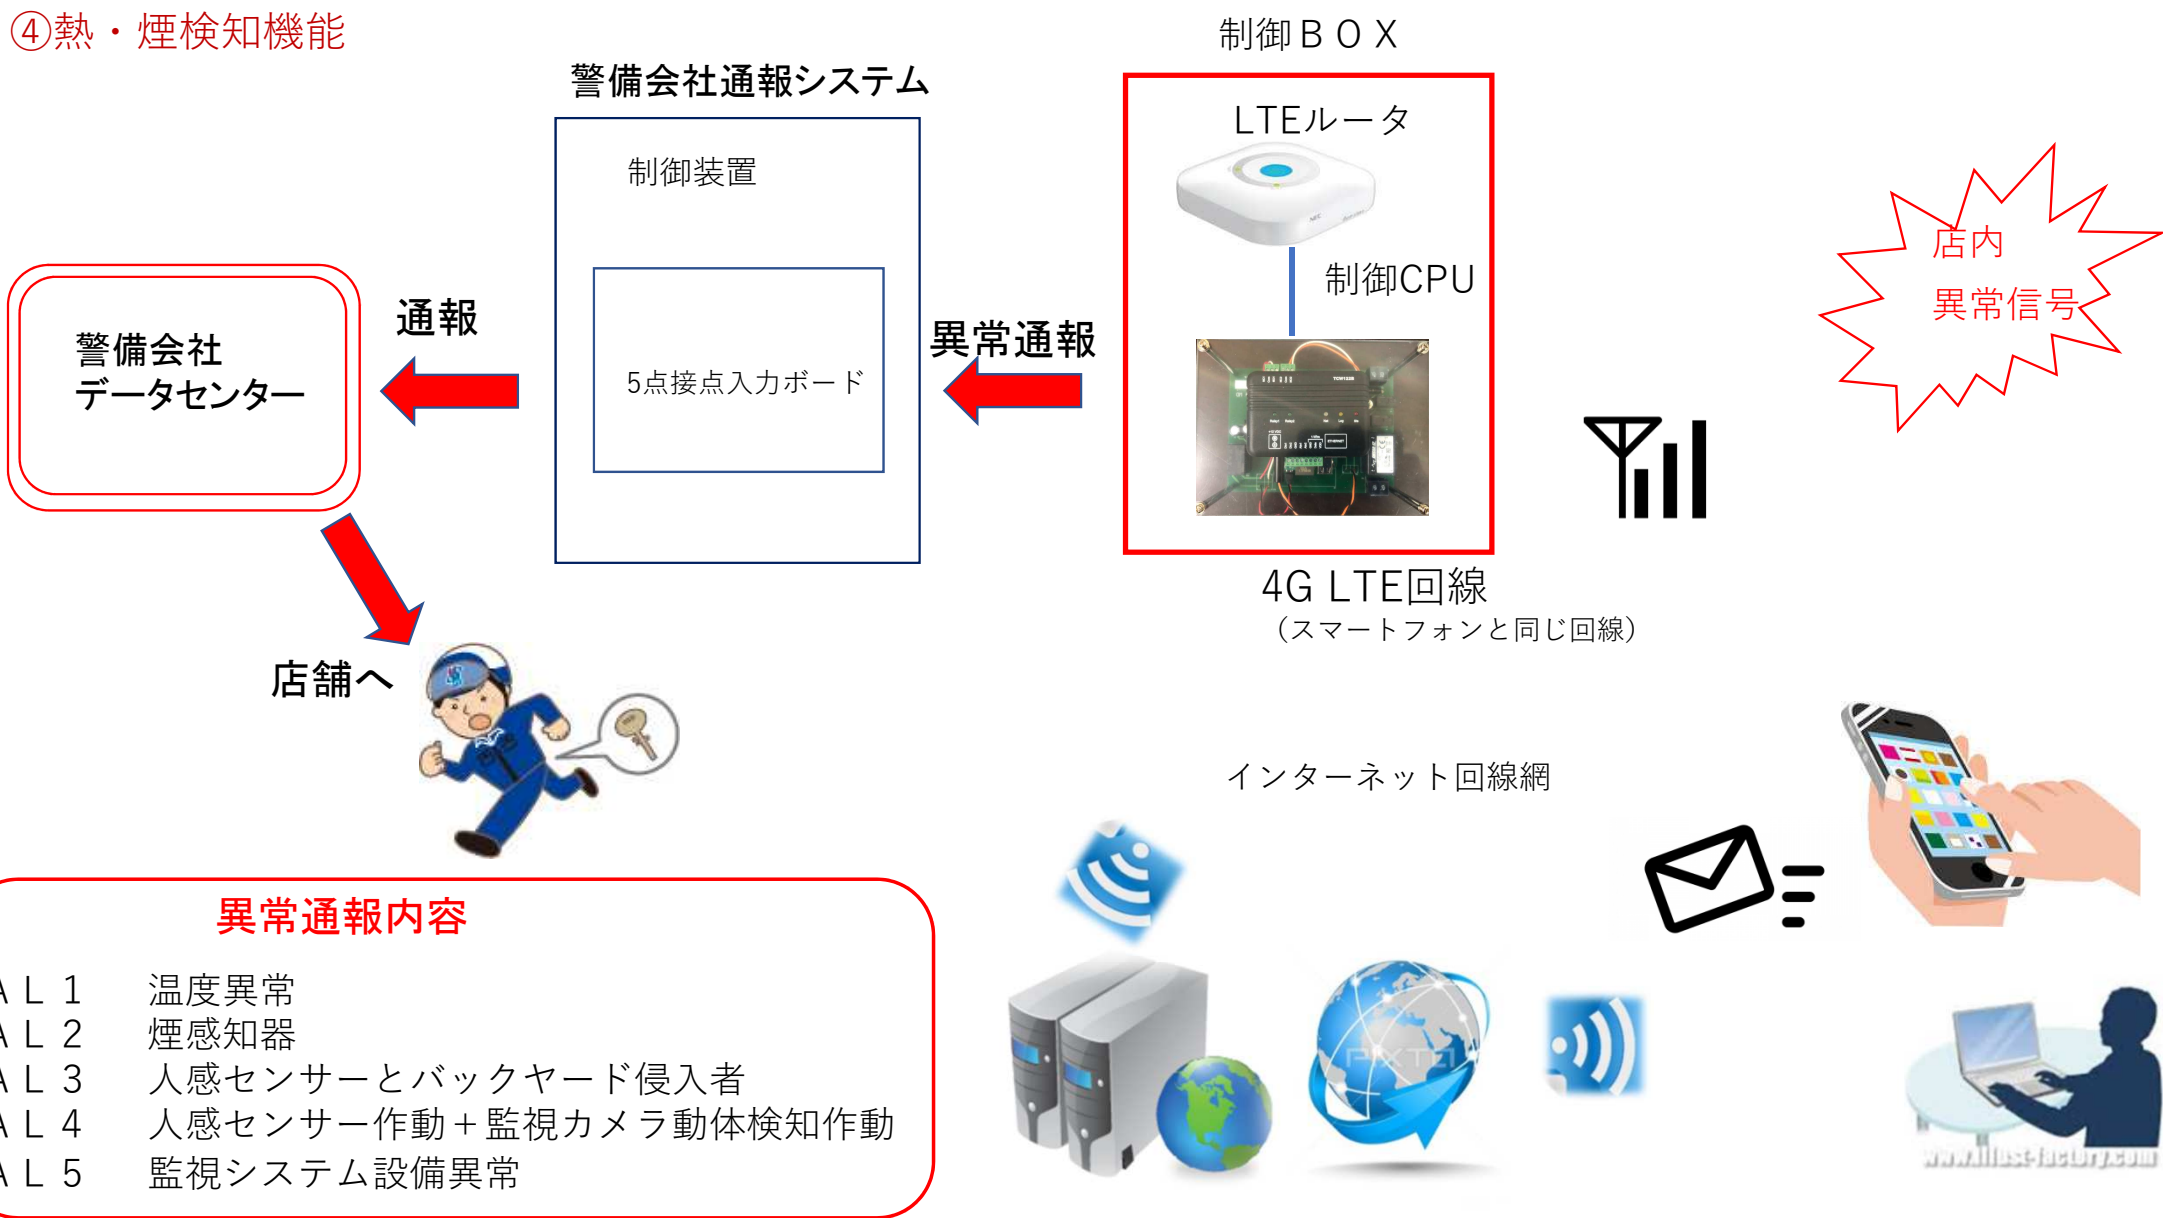 ④熱・煙検知機能
制御ＢＯＸ
警備会社通報システム
LTEルータ
制御装置
制御CPU
店内
異常信号
通報
異常通報
警備会社
データセンター
5点接点入力ボード
4G LTE回線
（スマートフォンと同じ回線）
店舗へ
インターネット回線網
異常通報内容
ＡＬ１ 温度異常
ＡＬ２ 煙感知器
ＡＬ３ 人感センサーとバックヤード侵入者
ＡＬ４ 人感センサー作動＋監視カメラ動体検知作動
ＡＬ５ 監視システム設備異常
PIXTA
www.illust-factory.com